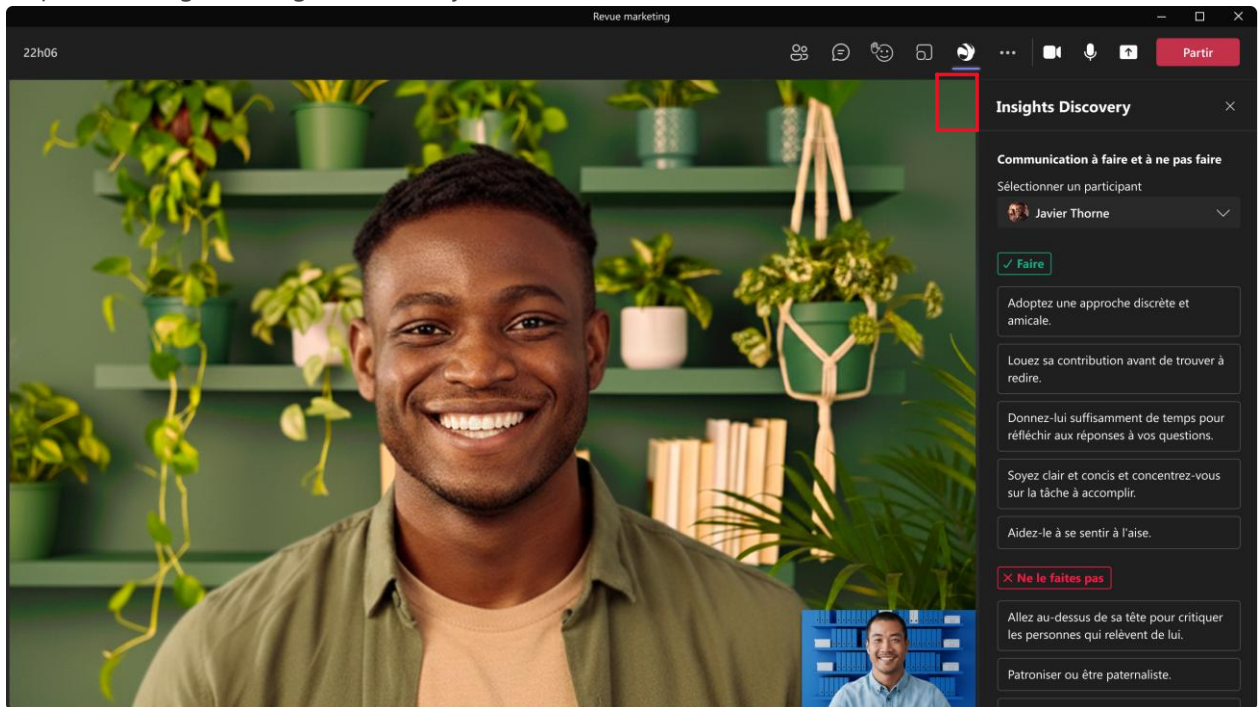 Revue marketing
22h06
Partir
Insights Discovery
Communication à faire et à ne pas faire
Sélectionner un participant
Javier Thorne
Faire
Adoptez une approche discrète et
amicale.
Louez sa contribution avant de trouver à
redire.
Donnez-lui suffisamment de temps pour
réfléchir aux réponses à vos questions.
Soyez clair et concis et concentrez-vous
sur la tâche à accomplir.
Aidez-le à se sentir à l'aise.
Ne le faites pas
Allez au-dessus de sa tête pour critiquer
les personnes qui relèvent de lui.
Patroniser ou être paternaliste.